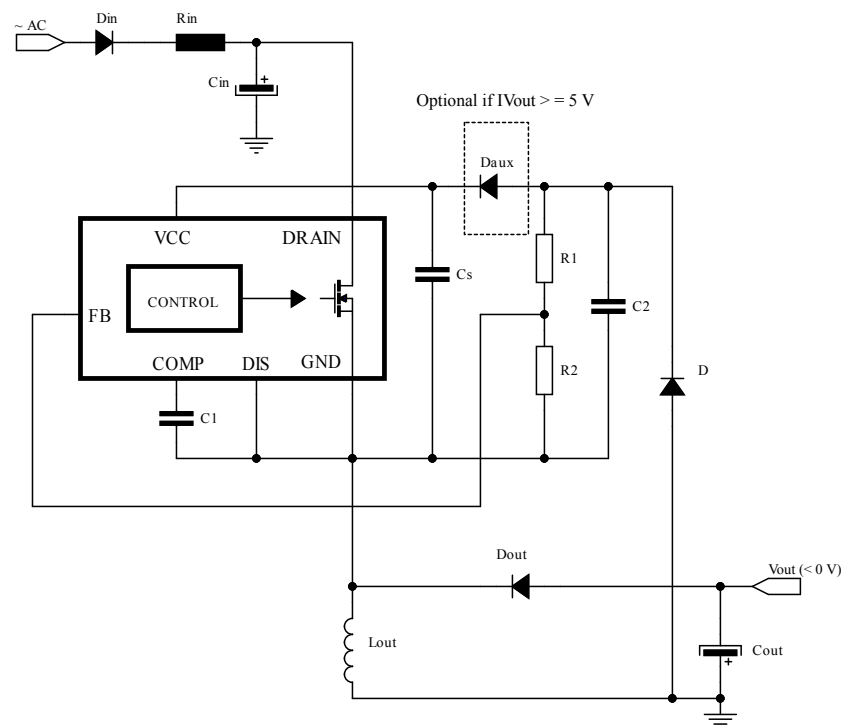 ~ AC
Din
Rin
Cin
Optional if IVout > = 5 V
Daux
VCC
DRAIN
R1
Cs
C2
CONTROL
FB
COMP
DIS
GND
R2
D
C1
Dout
Vout (< 0 V)
Lout
Cout